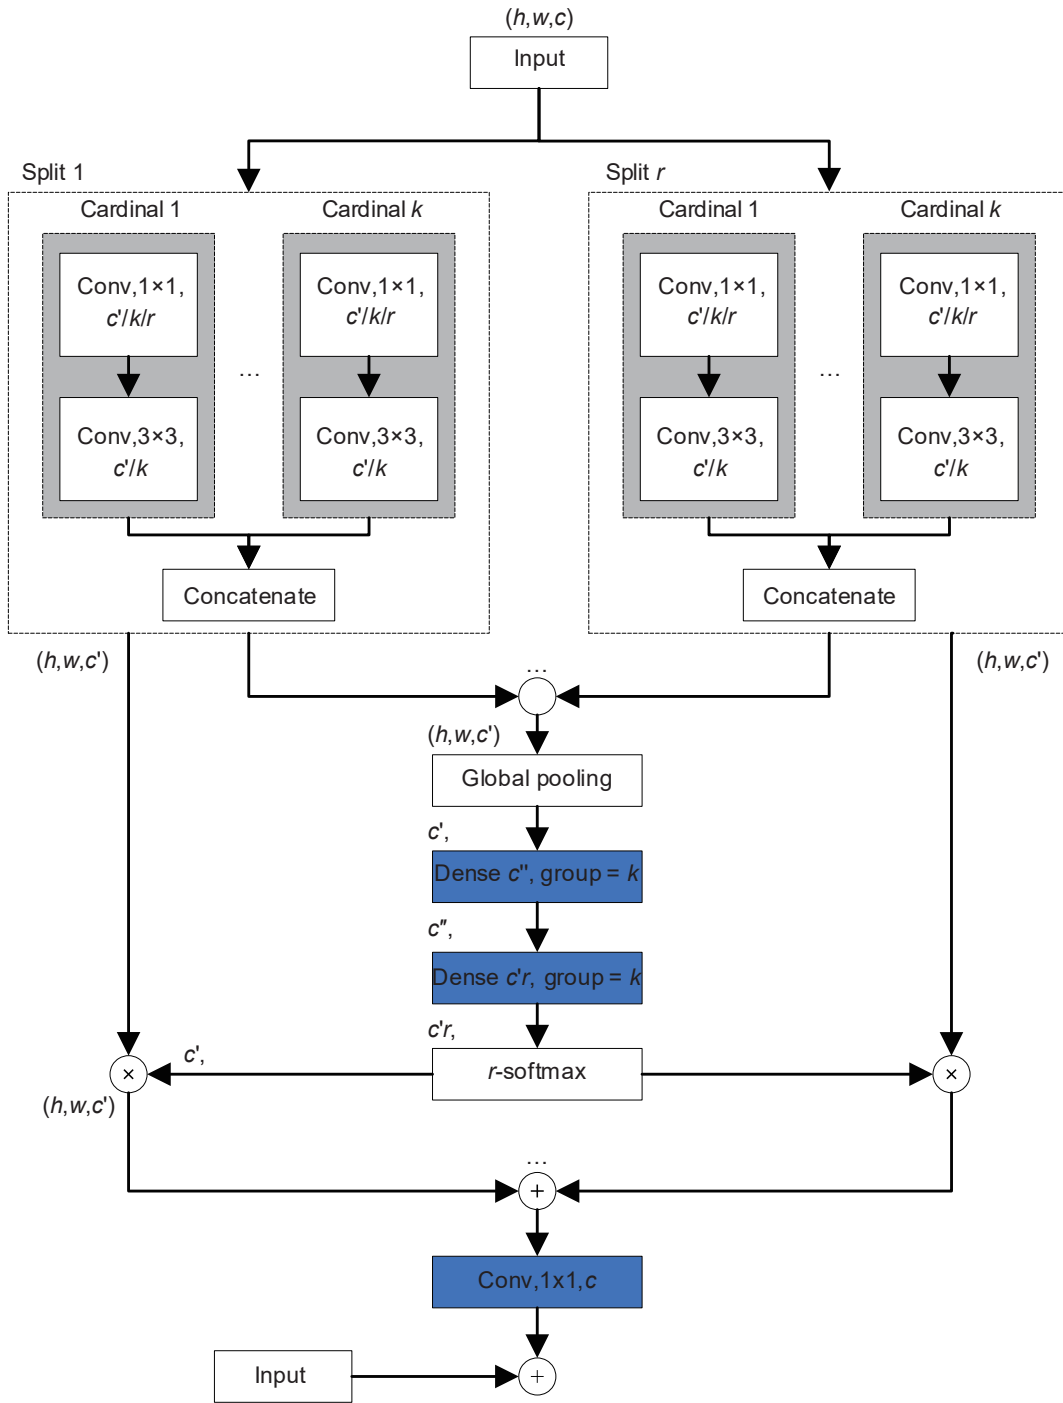 (h,w,c)
Input
Split 1
Split r
Cardinal 1
Cardinal k
Cardinal 1
Cardinal k
Conv,1×1,
c'/k/r
Conv,1×1,
c'/k/r
Conv,1×1,
c'/k/r
Conv,1×1,
c'/k/r
...
...
Conv,3×3,
c'/k
Conv,3×3,
c'/k
Conv,3×3,
c'/k
Conv,3×3,
c'/k
Concatenate
Concatenate
(h,w,c')
...
(h,w,c')
(h,w,c')
Global pooling
c',
Dense c'', group = k
c'',
Dense c'r, group = k
c'r,
c',
r-softmax
×
×
(h,w,c')
...
+
Conv,1x1,c
Input
+